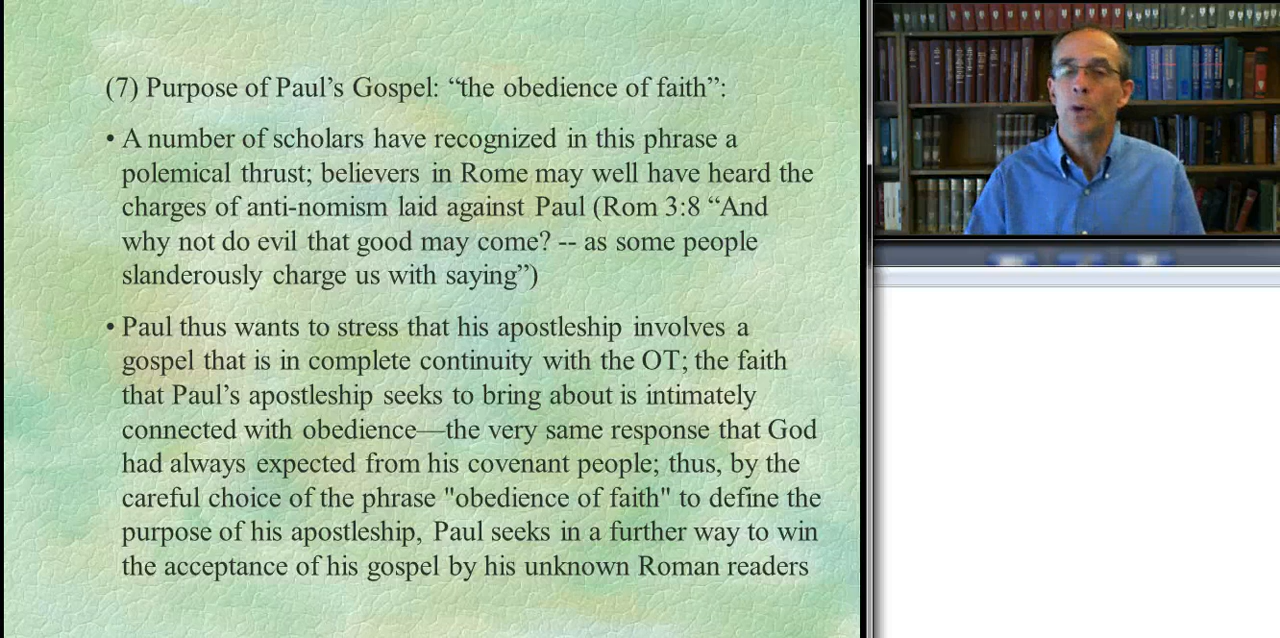 (7) Purpose of Paul’s Gospel: “the obedience of faith”:
• A number of scholars have recognized in this phrase a
polemical thrust; believers in Rome may well have heard the
charges of anti-nomism laid against Paul (Rom 3:8 “And
why not do evil that good may come? -- as some people
slanderously charge us with saying”)
• Paul thus wants to stress that his apostleship involves a
gospel that is in complete continuity with the OT; the faith
that Paul’s apostleship seeks to bring about is intimately
connected with obedience—the very same response that God
had always expected from his covenant people; thus, by the
careful choice of the phrase "obedience of faith" to define the
purpose of his apostleship, Paul seeks in a further way to win
the acceptance of his gospel by his unknown Roman readers